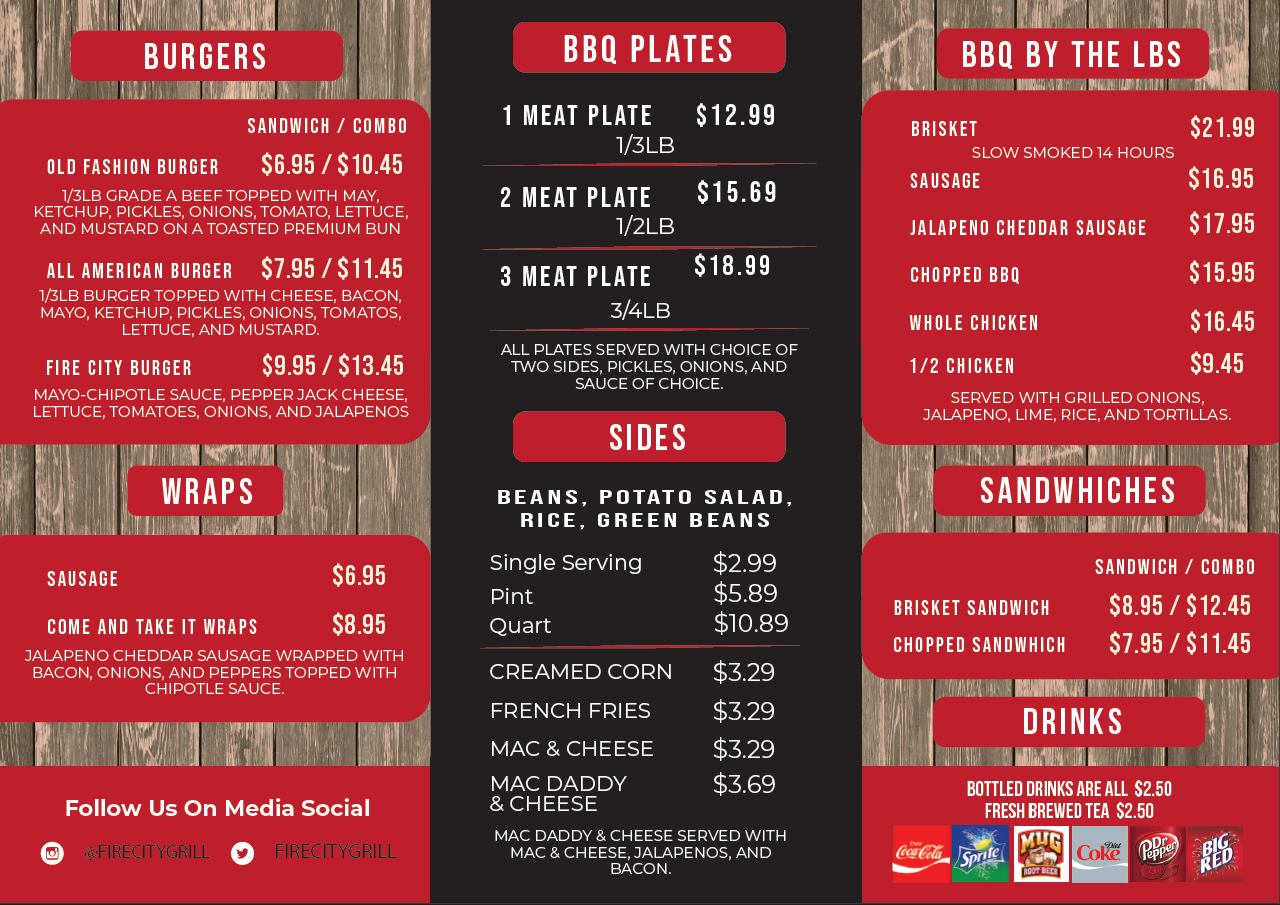 BURGERS
SANDWICH / COMBO
OLD FASHION BURGER $6.95 / $10.45
1/3LB GRADE A BEEF TOPPED WITH MAY,
KETCHUP, PICKLES, ONIONS, TOMATO, LETTUCE,
AND MUSTARD ON A TOASTED PREMIUM BUN
ALL AMERICAN BURGER $7.95 / $11.45
1/3LB BURGER TOPPED WITH CHEESE, BACON,
MAYO, KETCHUP, PICKLES, ONIONS, TOMATOS,
LETTUCE, AND MUSTARD.
FIRE CITY BURGER $9.95 / $13.45
MAYO-CHIPOTLE SAUCE, PEPPER JACK CHEESE,
LETTUCE, TOMATOES, ONIONS, AND JALAPENOS
WRAPS
SAUSAGE $6.95
COME AND TAKE IT WRAPS $8.95
JALAPENO CHEDDAR SAUSAGE WRAPPED WITH
BACON, ONIONS, AND PEPPERS TOPPED WITH
CHIPOTLE SAUCE.
Follow Us On Media Social
@FIRECITYGRILL FIRECITYGRILL
BBQ PLATES
1 MEAT PLATE $12.99
1/3LB
2 MEAT PLATE $15.69
1/2LB
3 MEAT PLATE $18.99
3/4LB
ALL PLATES SERVED WITH CHOICE OF
TWO SIDES, PICKLES, ONIONS, AND
SAUCE OF CHOICE.
SIDES
BEANS, POTATO SALAD,
RICE, GREEN BEANS
Single Serving $2.99
Pint $5.89
Quart $10.89
CREAMED CORN $3.29
FRENCH FRIES $3.29
MAC & CHEESE $3.29
MAC DADDY $3.69
& CHEESE
MAC DADDY & CHEESE SERVED WITH
MAC & CHEESE, JALAPENOS, AND
BACON.
BBQ BY THE LBS
BRISKET $21.99
SLOW SMOKED 14 HOURS
SAUSAGE $16.95
JALAPENO CHEDDAR SAUSAGE $17.95
CHOPPED BBQ $15.95
WHOLE CHICKEN $16.45
1/2 CHICKEN $9.45
SERVED WITH GRILLED ONIONS,
JALAPENO, LIME, RICE, AND TORTILLAS.
SANDWHICHES
SANDWICH / COMBO
BRISKET SANDWICH $8.95 / $12.45
CHOPPED SANDWHICH $7.95 / $11.45
DRINKS
BOTTLED DRINKS ARE ALL $2.50
FRESH BREWED TEA $2.50
Coca-Cola
Sprite
MUG
ROOT BEER
Diet
Coke
Dr
Pepper
BIG
RED